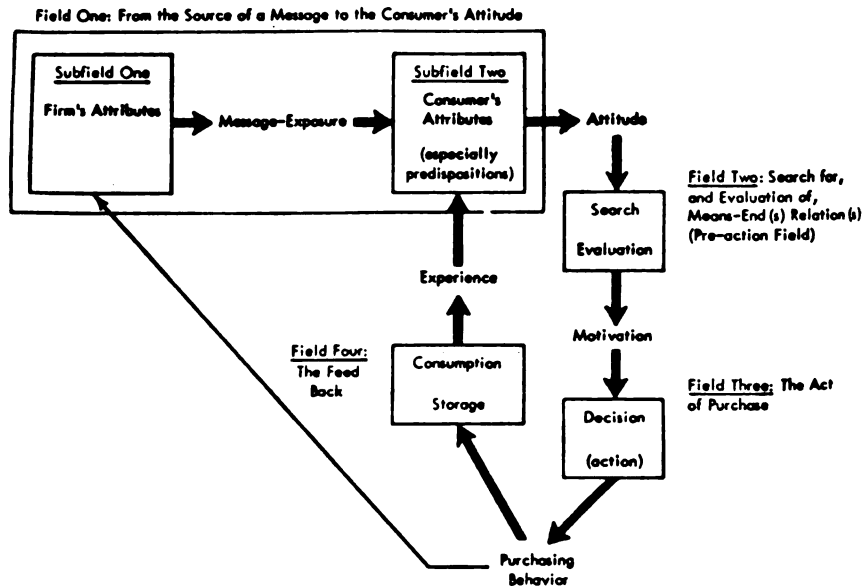 Field One: From the Source of a Message to the Consumer's Attitude
Subfield One
Firm's Attributes
Message-Exposure
Subfield Two
Consumer's
Attributes
(especially
predispositions)
Attitude
Field Two: Search for,
and Evaluation of,
Means-End(s) Relation(s)
(Pre-action Field)
Search
Evaluation
Experience
Motivation
Field Four:
The Feed
Back
Consumption
Storage
Field Three: The Act
of Purchase
Decision
(action)
Purchasing
Behavior